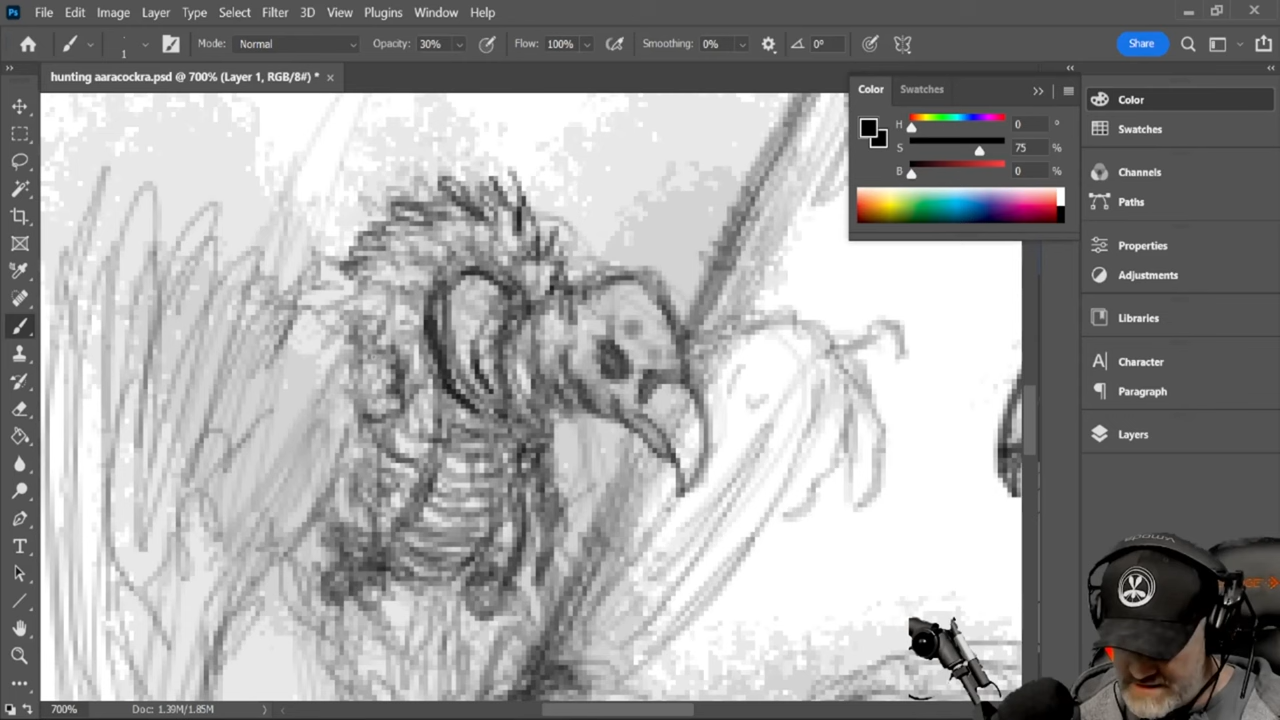 Ps File Edit Image Layer Type Select Filter 3D View Plugins Window Help
1 Mode: Normal Opacity: 30% Flow: 100% Smoothing: 0% 0° Share
hunting aaracockra.psd @ 700% (Layer 1, RGB/8#) *
Color Swatches
H 0 °
S 75 %
B 0 %
Color
Swatches
Channels
Paths
Properties
Adjustments
Libraries
Character
Paragraph
Layers
700% Doc: 1.39M/1.85M